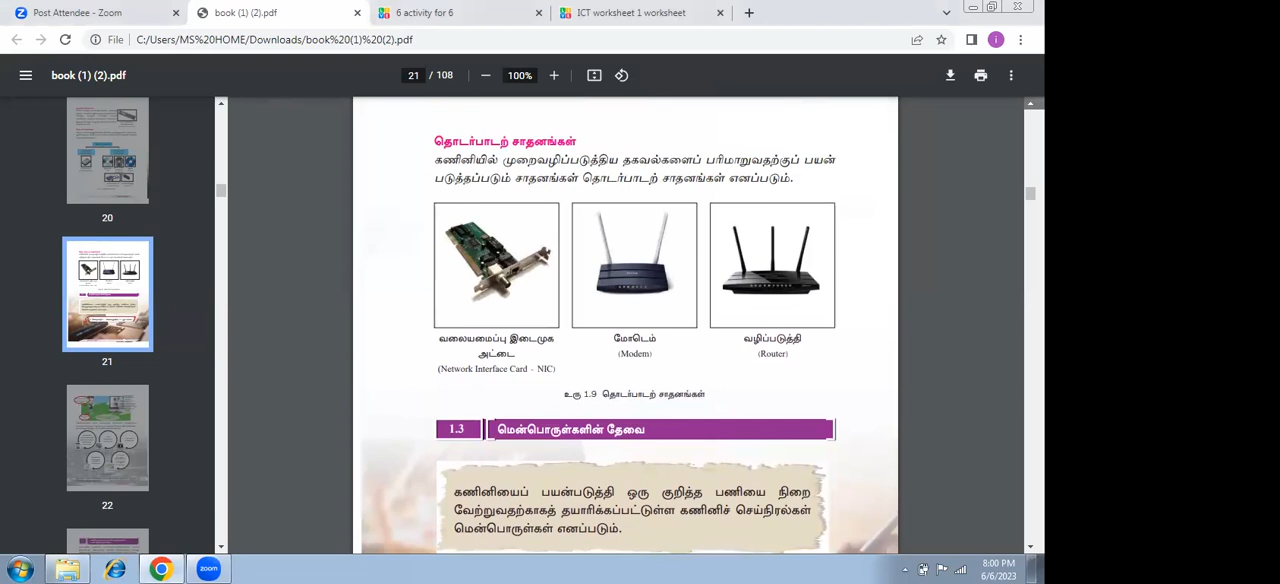 Post Attendee - Zoom
book (1) (2).pdf
6 activity for 6
ICT worksheet 1 worksheet
File
C:/Users/MS%20HOME/Downloads/book%20(1)%20(2).pdf
i
book (1) (2).pdf
21 / 108
100%
20
21
22
தொடர்பாடற் சாதனங்கள்
கணினியில் முறைவழிப்படுத்திய தகவல்களைப் பரிமாறுவதற்குப் பயன்
படுத்தப்படும் சாதனங்கள் தொடர்பாடற் சாதனங்கள் எனப்படும்.
வலையமைப்பு இடைமுக
அட்டை
(Network Interface Card - NIC)
மோடெம்
(Modem)
வழிப்படுத்தி
(Router)
உரு 1.9 தொடர்பாடற் சாதனங்கள்
1.3 மென்பொருள்களின் தேவை
கணினியைப் பயன்படுத்தி ஒரு குறித்த பணியை நிறை
வேற்றுவதற்காகத் தயாரிக்கப்பட்டுள்ள கணினிச் செய்நிரல்கள்
மென்பொருள்கள் எனப்படும்.
zoom
8:00 PM
6/6/2023